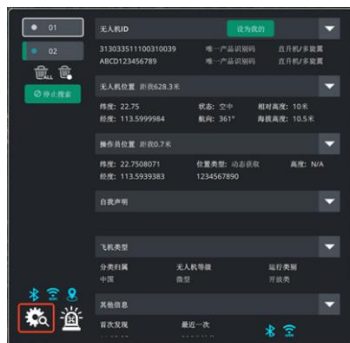 01
02
ALL
停止搜索
无人机ID
设为我的
313033511100310039 唯一产品识别码 直升机/多旋翼
ABCD123456789 唯一产品识别码 直升机/多旋翼
无人机位置 距我628.3米
纬度: 22.75 状态: 空中 相对高度: 10米
经度: 113.5999984 航向: 361° 海拔高度: 10.5米
操作员位置 距我0.7米
纬度: 22.7508071 位置类型: 动态获取 高度: N/A
经度: 113.5939383 1234567890
自我声明
飞机类型
分类归属 无人机等级 运行类别
中国 微型 开放类
其他信息
首次发现 最近一次